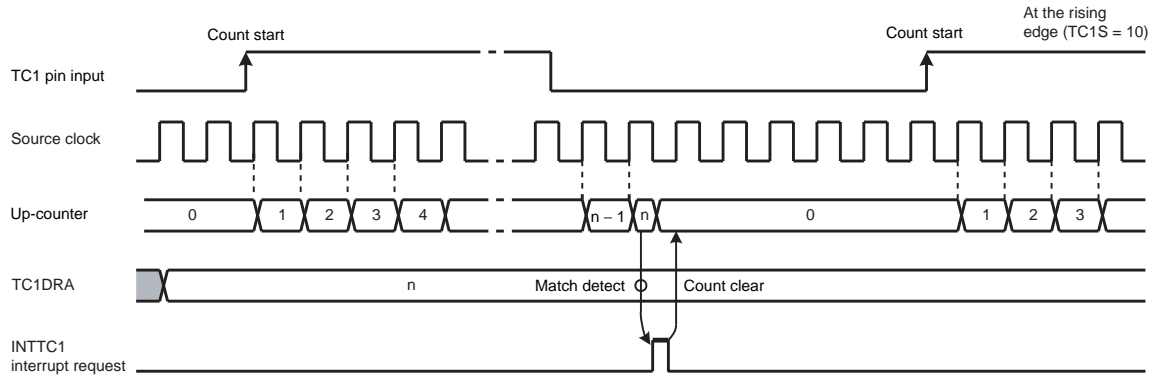 At the rising
edge (TC1S = 10)
Count start
Count start
TC1 pin input
Source clock
Up-counter
0 1 2 3 4 n – 1 n 0 1 2 3
TC1DRA
n Match detect Count clear
INTTC1
interrupt request